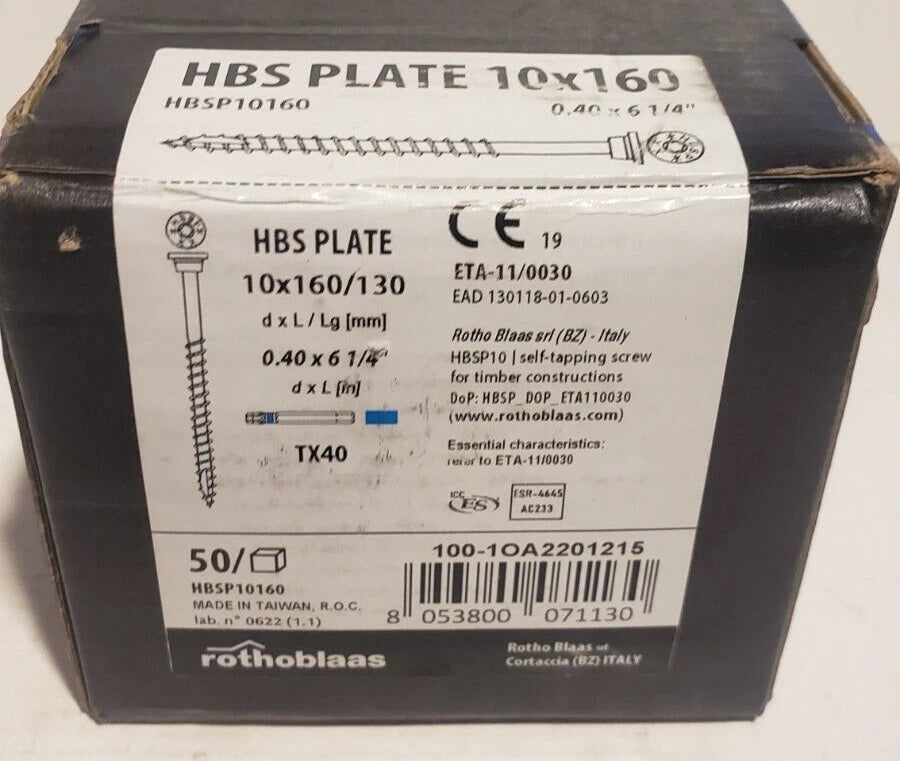 HBS PLATE 10x160
HBSP10160
0.40 x 6 1/4"
HBS PLATE
10x160/130
d x L / Lg [mm]
0.40 x 6 1/4"
d x L [in]
TX40
CE 19
ETA-11/0030
EAD 130118-01-0603
Rotho Blaas srl (BZ) - Italy
HBSP10 | self-tapping screw
for timber constructions
DoP: HBSP_DOP_ETA110030
(www.rothoblaas.com)
Essential characteristics:
refer to ETA-11/0030
ICC ES
ESR-4645
AC233
50/
HBSP10160
MADE IN TAIWAN, R.O.C.
lab. n° 0622 (1.1)
100-1OA2201215
8 053800 071130
rothoblaas
Rotho Blaas srl
Cortaccia (BZ) ITALY